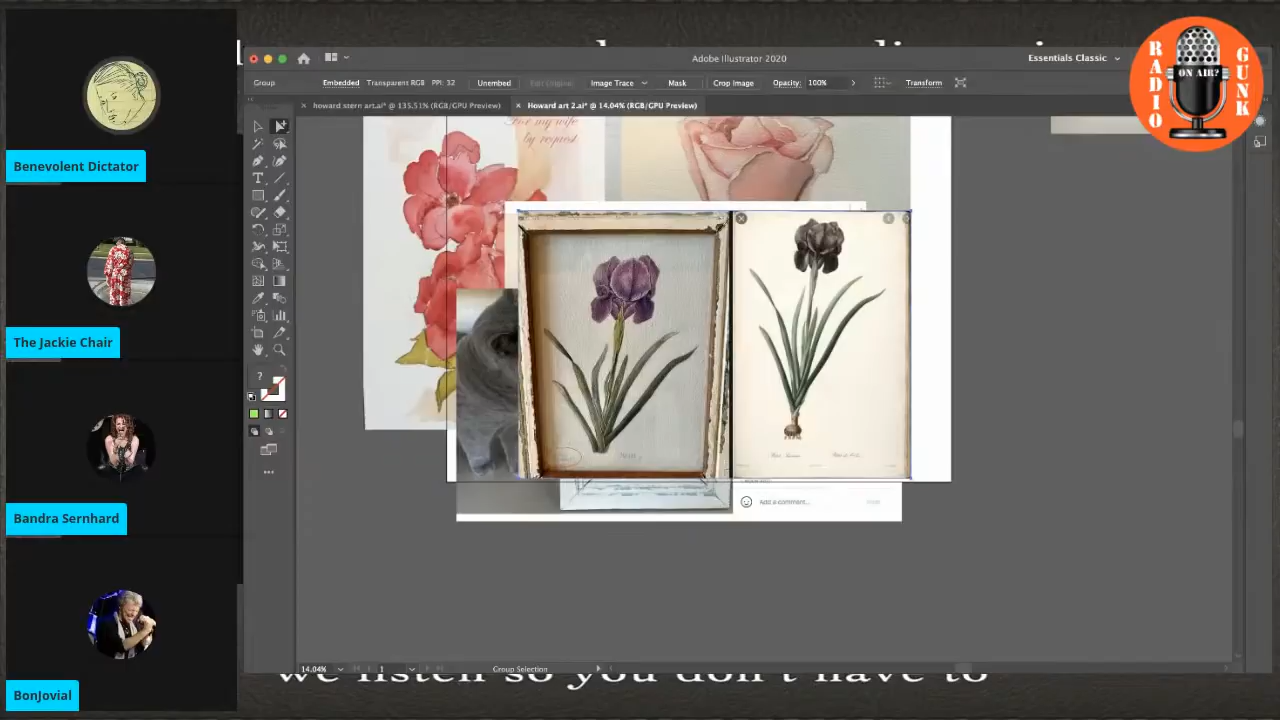 Adobe Illustrator 2020
Essentials Classic
Group
Embedded
Transparent RGB
PPI: 32
Unembed
Edit Original
Image Trace
Mask
Crop Image
Opacity:
100%
Transform
howard stern art.ai* @ 135.51% (RGB/GPU Preview)
Howard art 2.ai* @ 14.04% (RGB/GPU Preview)
For my wife
by request
RADIO
ON AIR?
GUNK
Benevolent Dictator
The Jackie Chair
Bandra Sernhard
BonJovial
Add a comment...
14.04%
1
Group Selection
we listen so you don't have to